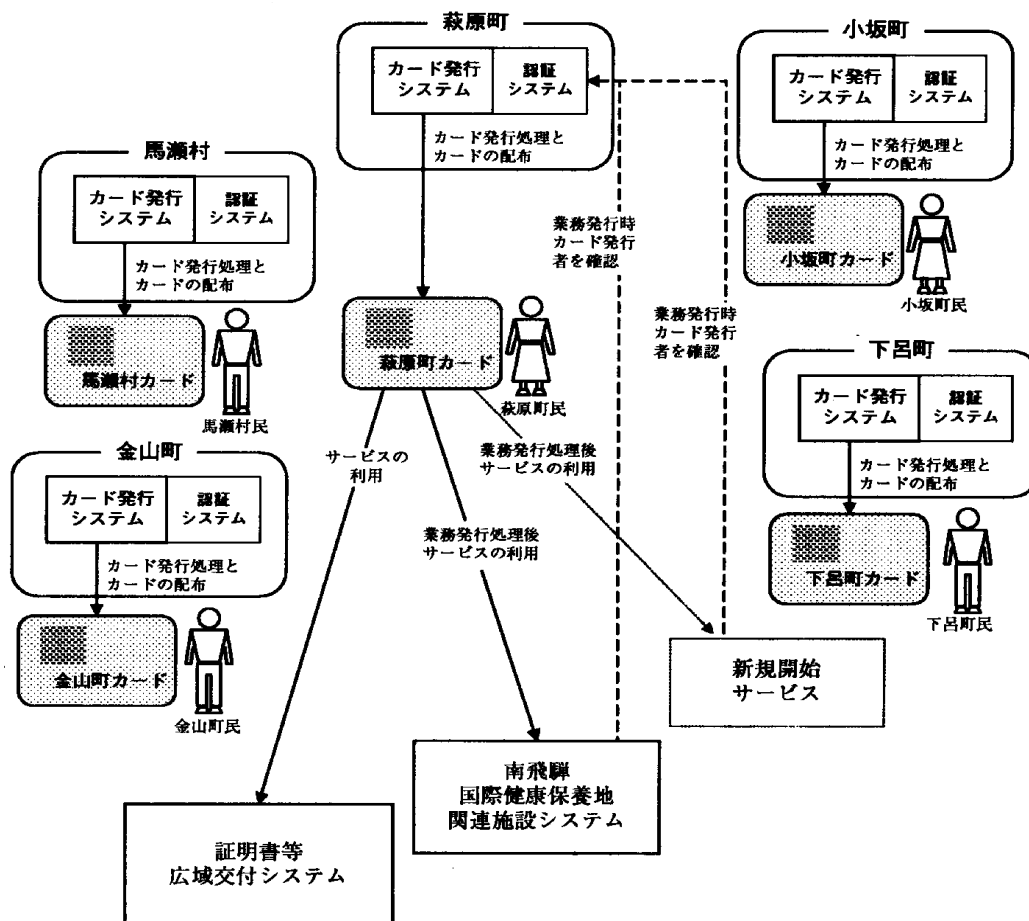 萩原町
カード発行
システム
認証
システム
カード発行処理と
カードの配布
萩原町カード
萩原町民
小坂町
カード発行
システム
認証
システム
カード発行処理と
カードの配布
小坂町カード
小坂町民
馬瀬村
カード発行
システム
認証
システム
カード発行処理と
カードの配布
馬瀬村カード
馬瀬村民
業務発行時
カード発行
者を確認
業務発行時
カード発行
者を確認
下呂町
カード発行
システム
認証
システム
カード発行処理と
カードの配布
下呂町カード
下呂町民
金山町
カード発行
システム
認証
システム
カード発行処理と
カードの配布
金山町カード
金山町民
サービスの
利用
業務発行処理後
サービスの利用
業務発行処理後
サービスの利用
新規開始
サービス
南飛騨
国際健康保養地
関連施設システム
証明書等
広域交付システム